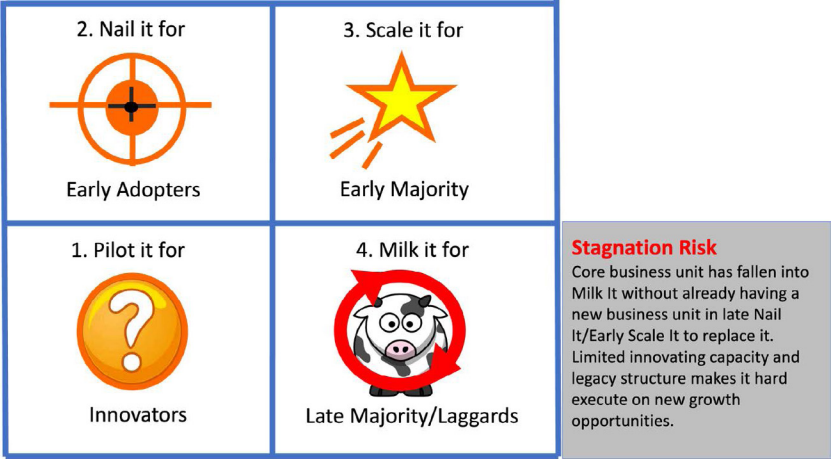 2. Nail it for
Early Adopters
3. Scale it for
Early Majority
1. Pilot it for
?
Innovators
4. Milk it for
Late Majority/Laggards
Stagnation Risk
Core business unit has fallen into
Milk It without already having a
new business unit in late Nail
It/Early Scale It to replace it.
Limited innovating capacity and
legacy structure makes it hard
execute on new growth
opportunities.